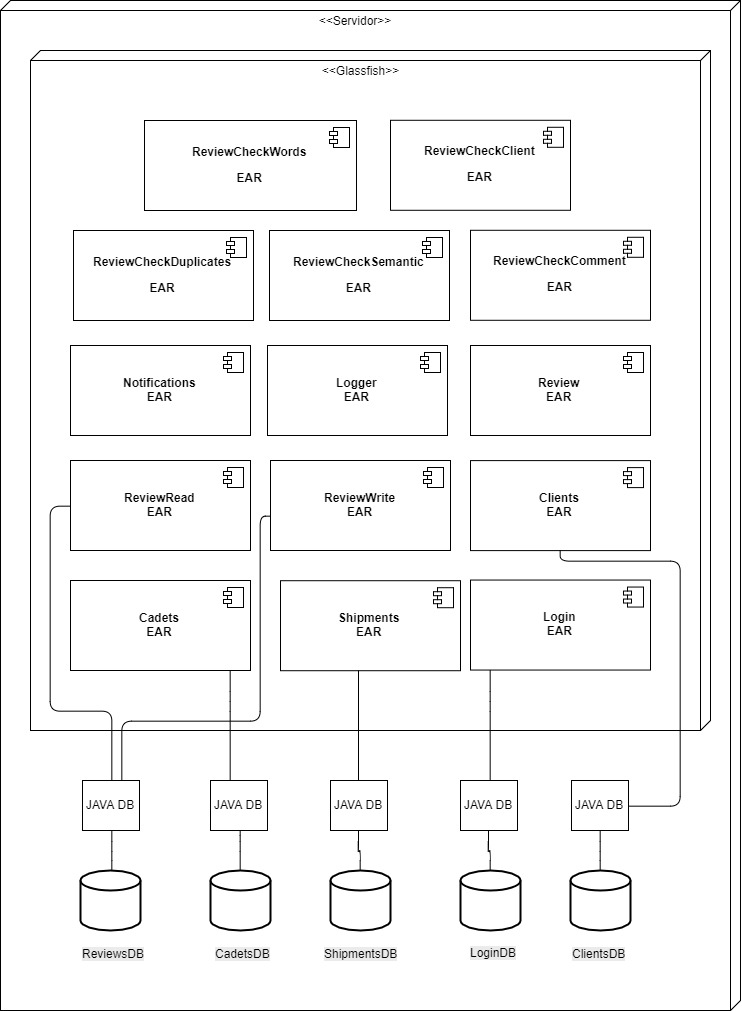 <<Servidor>>
<<Glassfish>>
ReviewCheckWords
EAR
ReviewCheckClient
EAR
ReviewCheckDuplicates
EAR
ReviewCheckSemantic
EAR
ReviewCheckComment
EAR
Notifications
EAR
Logger
EAR
Review
EAR
ReviewRead
EAR
ReviewWrite
EAR
Clients
EAR
Cadets
EAR
Shipments
EAR
Login
EAR
JAVA DB
JAVA DB
JAVA DB
JAVA DB
JAVA DB
ReviewsDB
CadetsDB
ShipmentsDB
LoginDB
ClientsDB